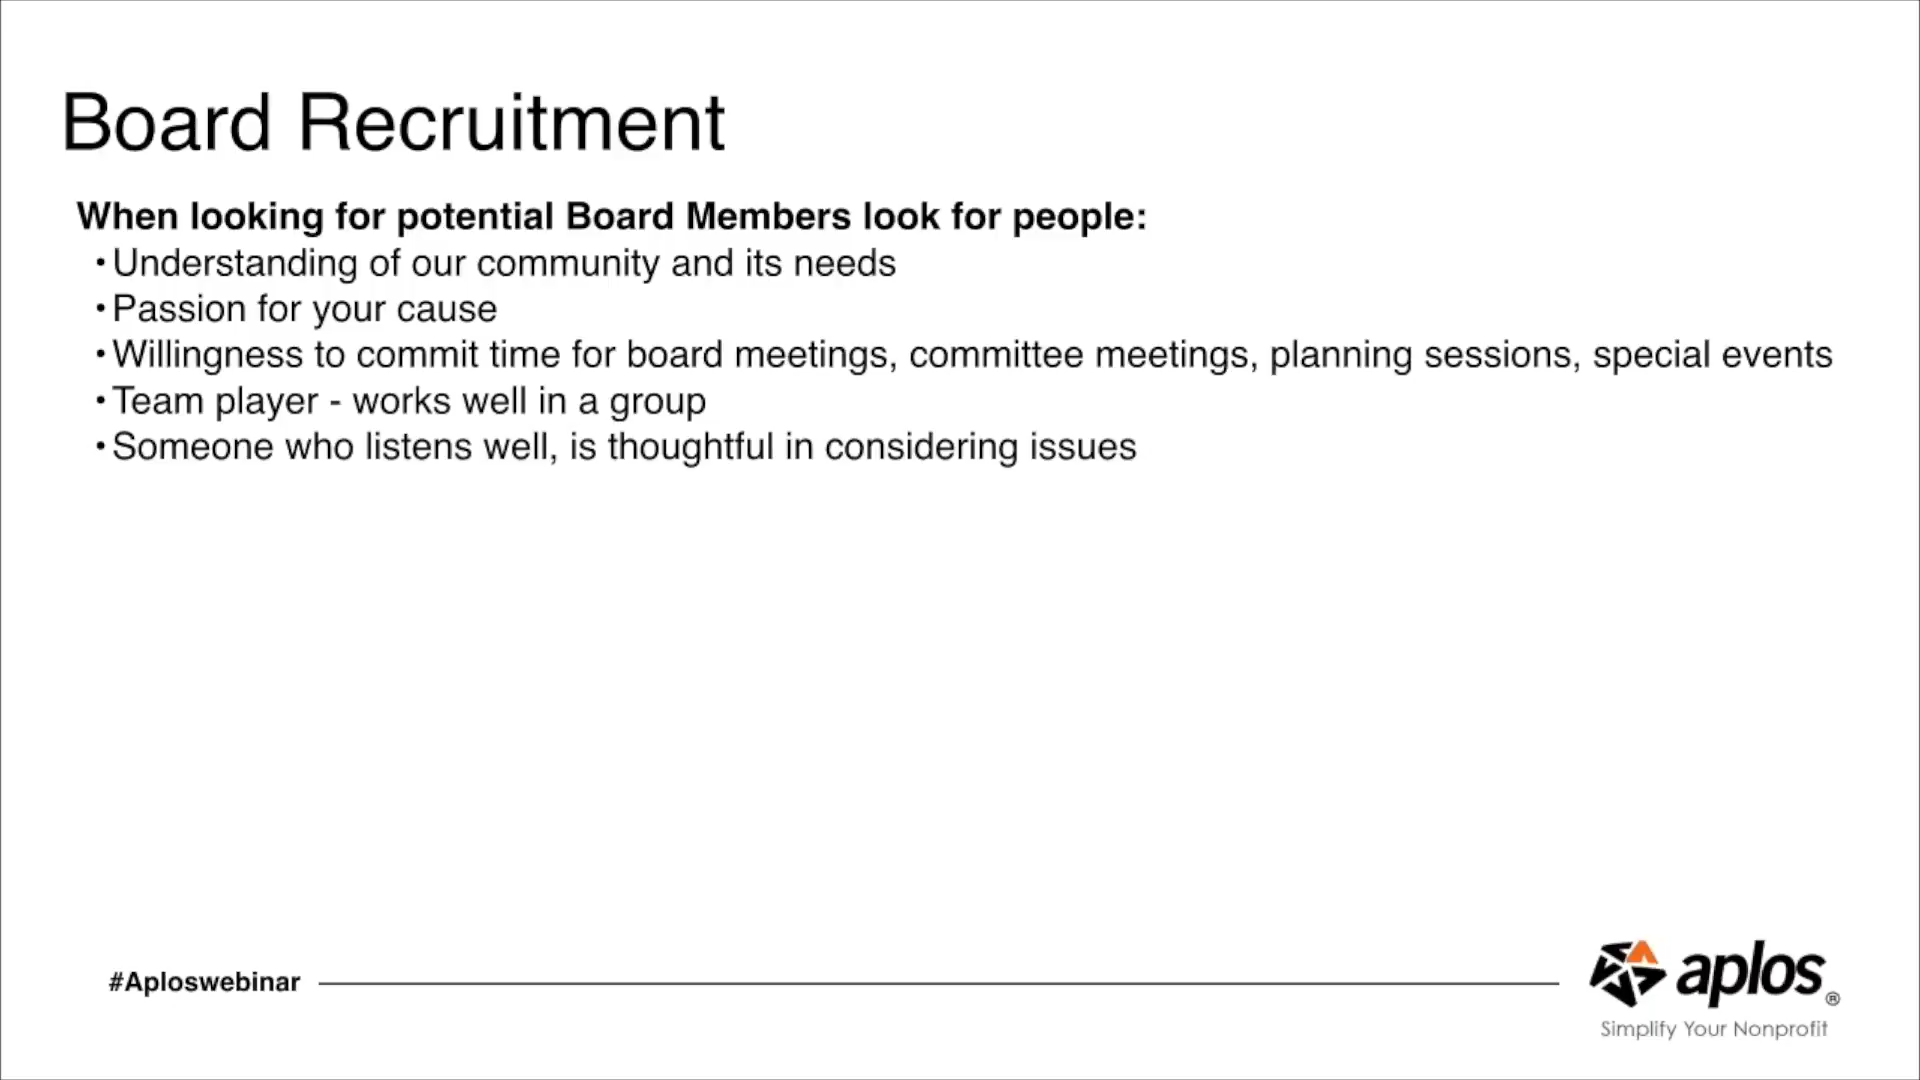 Board Recruitment
When looking for potential Board Members look for people:
•Understanding of our community and its needs
•Passion for your cause
•Willingness to commit time for board meetings, committee meetings, planning sessions, special events
•Team player - works well in a group
•Someone who listens well, is thoughtful in considering issues
#Aploswebinar
aplos®
Simplify Your Nonprofit